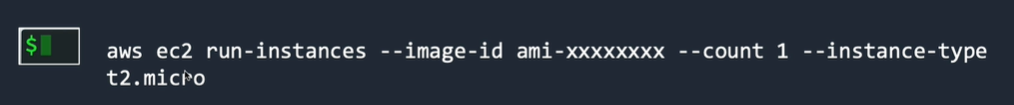 $ aws ec2 run-instances --image-id ami-xxxxxxxx --count 1 --instance-type
t2.micro